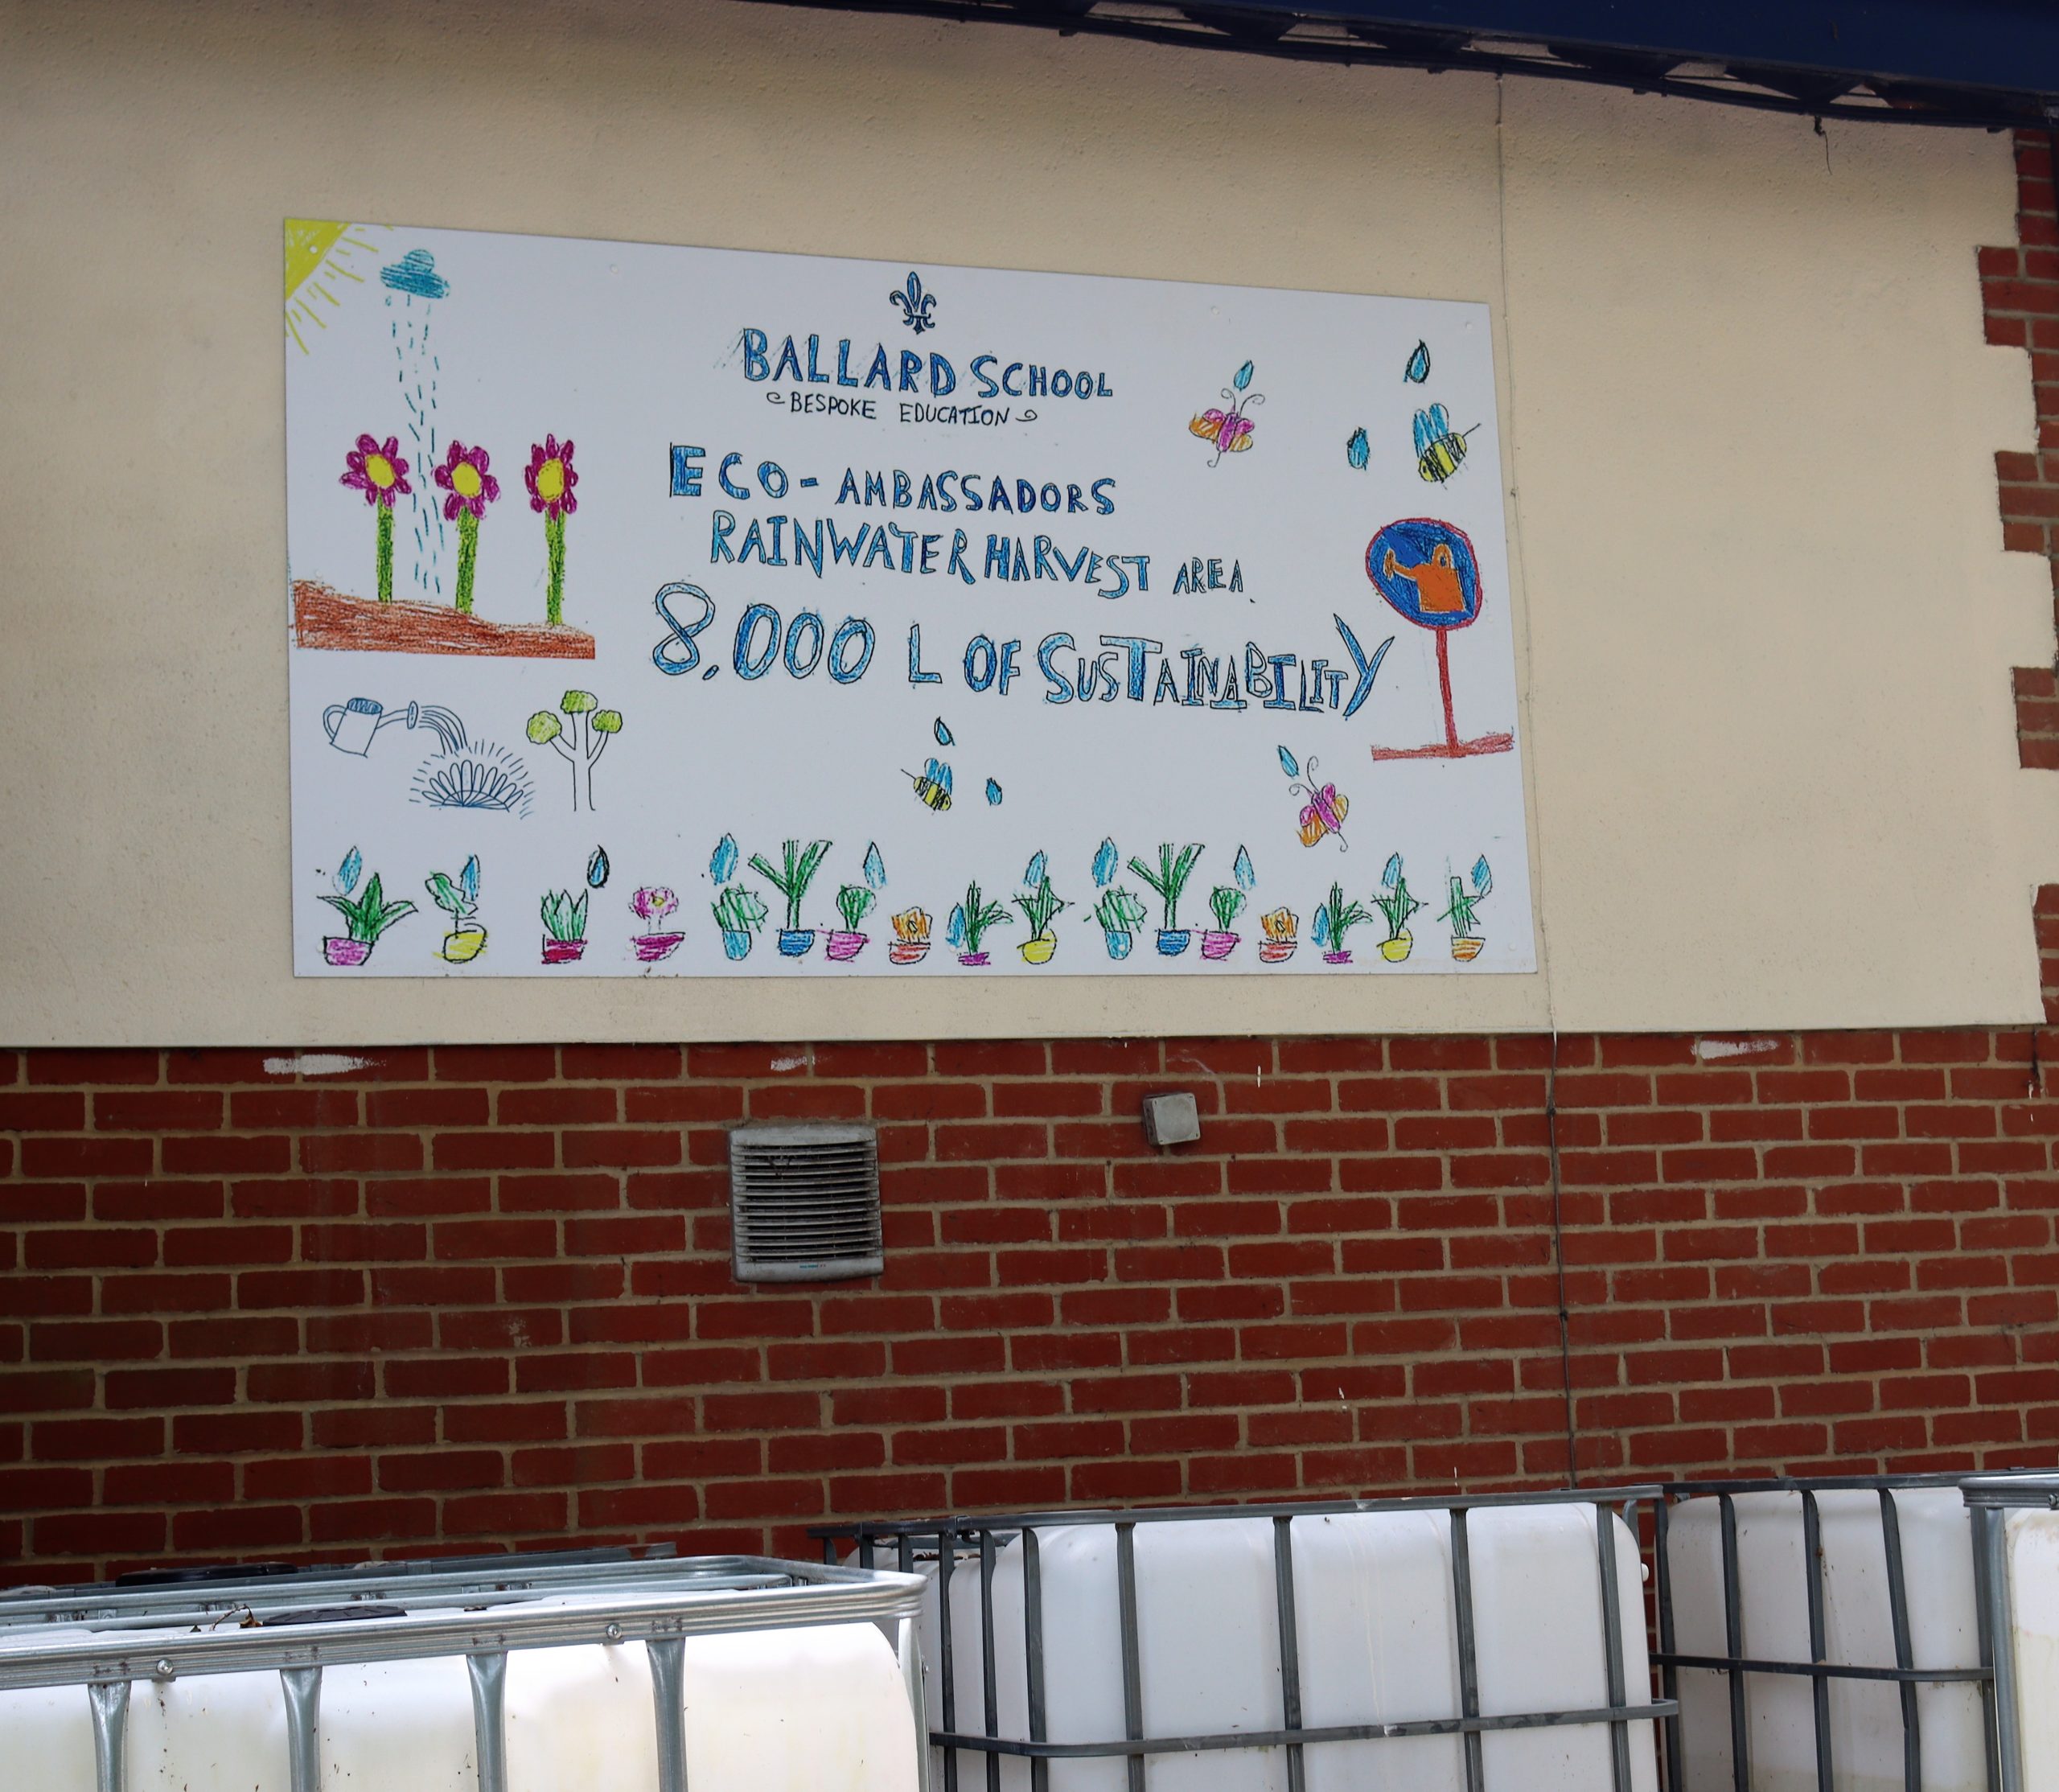 BALLARD SCHOOL
BESPOKE EDUCATION
ECO-AMBASSADORS
RAINWATER HARVEST AREA
8,000 L OF SUSTAINABILITY